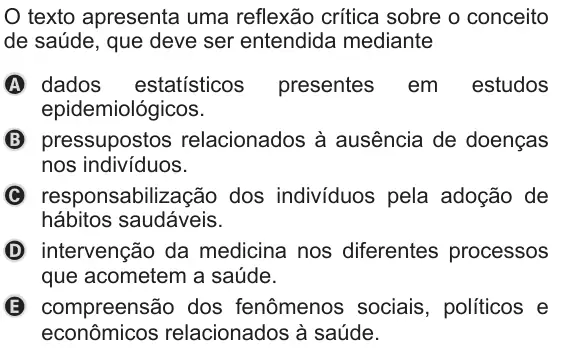 O texto apresenta uma reflexão crítica sobre o conceito
de saúde, que deve ser entendida mediante
A dados estatísticos presentes em estudos
epidemiológicos.
B pressupostos relacionados à ausência de doenças
nos indivíduos.
C responsabilização dos indivíduos pela adoção de
hábitos saudáveis.
D intervenção da medicina nos diferentes processos
que acometem a saúde.
E compreensão dos fenômenos sociais, políticos e
econômicos relacionados à saúde.